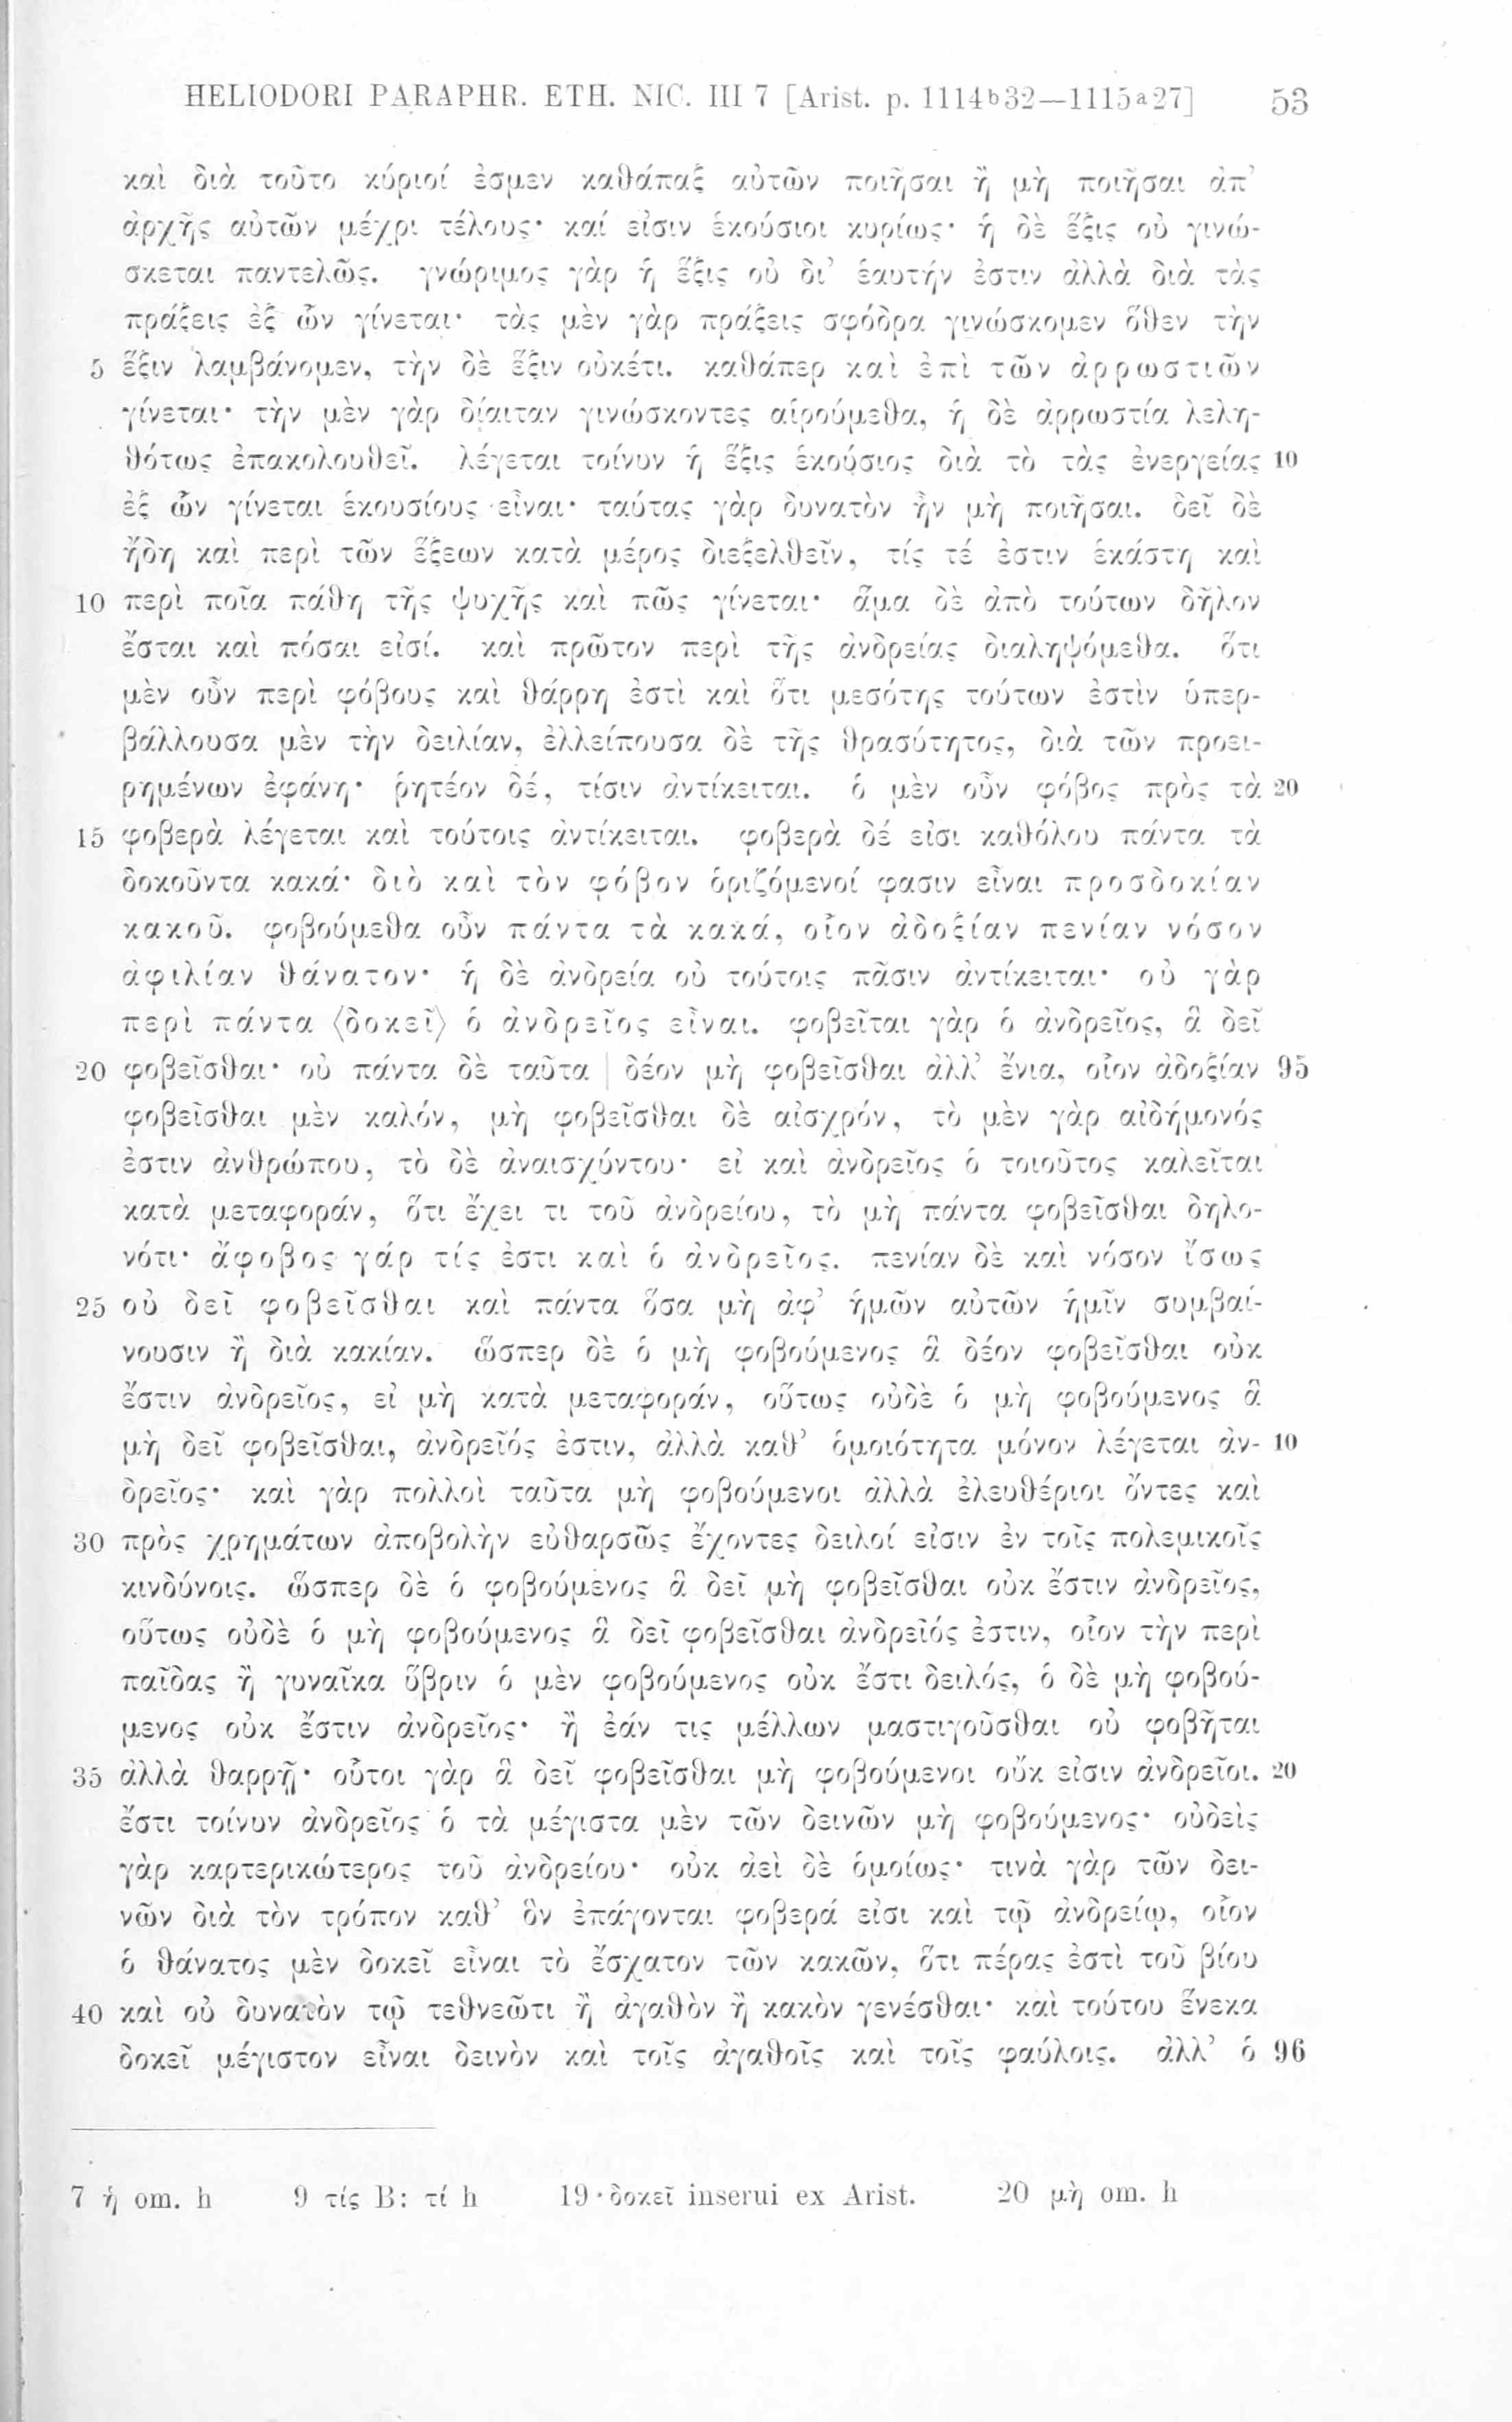 HELIODORI PARAPHR. ETH. NIC. III 7 [Arist. p. 1114b32—1115a27] 53
καὶ διὰ τοῦτο κύριοί ἐσμεν καθάπαξ αὐτῶν ποιῆσαι ἢ μὴ ποιῆσαι ἀπ’
ἀρχῆς αὐτῶν μέχρι τέλους· καί εἰσιν ἑκούσιοι κυρίως· ἡ δὲ ἕξις οὐ γινώ-
σκεται παντελῶς. γνώριμος γὰρ ἡ ἕξις οὐ δι’ ἑαυτήν ἐστιν ἀλλὰ διὰ τὰς
πράξεις ἐξ ὧν γίνεται· τὰς μὲν γὰρ πράξεις σφόδρα γινώσκομεν ὅθεν τὴν
5 ἕξιν λαμβάνομεν, τὴν δὲ ἕξιν οὐκέτι. καθάπερ καὶ ἐπὶ τῶν ἀρρωστιῶν
γίνεται· τὴν μὲν γὰρ δίαιταν γινώσκοντες αἱρούμεθα, ἡ δὲ ἀρρωστία λελη-
θότως ἐπακολουθεῖ. λέγεται τοίνυν ἡ ἕξις ἑκούσιος διὰ τὸ τὰς ἐνεργείας 10
ἐξ ὧν γίνεται ἑκουσίους εἶναι· ταύτας γὰρ δυνατὸν ἦν μὴ ποιῆσαι. δεῖ δὲ
ἤδη καὶ περὶ τῶν ἕξεων κατὰ μέρος διεξελθεῖν, τίς τέ ἐστιν ἑκάστη καὶ
10 περὶ ποῖα πάθη τῆς ψυχῆς καὶ πῶς γίνεται· ἅμα δὲ ἀπὸ τούτων δῆλον
ἔσται καὶ πόσαι εἰσί. καὶ πρῶτον περὶ τῆς ἀνδρείας διαληψόμεθα. ὅτι
μὲν οὖν περὶ φόβους καὶ θάρρη ἐστὶ καὶ ὅτι μεσότης τούτων ἐστὶν ὑπερ-
βάλλουσα μὲν τὴν δειλίαν, ἐλλείπουσα δὲ τῆς θρασύτητος, διὰ τῶν προει-
ρημένων ἐφάνη· ῥητέον δέ, τίσιν ἀντίκειται. ὁ μὲν οὖν φόβος πρὸς τὰ 20
15 φοβερὰ λέγεται καὶ τούτοις ἀντίκειται. φοβερὰ δέ εἰσι καθόλου πάντα τὰ
δοκοῦντα κακά· διὸ καὶ τὸν φόβον ὁριζόμενοί φασιν εἶναι προσδοκίαν
κακοῦ. φοβούμεθα οὖν πάντα τὰ κακά, οἷον ἀδοξίαν πενίαν νόσον
ἀφιλίαν θάνατον· ἡ δὲ ἀνδρεία οὐ τούτοις πᾶσιν ἀντίκειται· οὐ γὰρ
περὶ πάντα ⟨δοκεῖ⟩ ὁ ἀνδρεῖος εἶναι. φοβεῖται γὰρ ὁ ἀνδρεῖος, ἃ δεῖ
20 φοβεῖσθαι· οὐ πάντα δὲ ταῦτα | δέον μὴ φοβεῖσθαι ἀλλ’ ἔνια, οἷον ἀδοξίαν 95
φοβεῖσθαι μὲν καλόν, μὴ φοβεῖσθαι δὲ αἰσχρόν, τὸ μὲν γὰρ αἰδήμονός
ἐστιν ἀνθρώπου, τὸ δὲ ἀναισχύντου· εἰ καὶ ἀνδρεῖος ὁ τοιοῦτος καλεῖται
κατὰ μεταφοράν, ὅτι ἔχει τι τοῦ ἀνδρείου, τὸ μὴ πάντα φοβεῖσθαι δηλο-
νότι· ἄφοβος γάρ τίς ἐστι καὶ ὁ ἀνδρεῖος. πενίαν δὲ καὶ νόσον ἴσως
25 οὐ δεῖ φοβεῖσθαι καὶ πάντα ὅσα μὴ ἀφ’ ἡμῶν αὐτῶν ἡμῖν συμβαί-
νουσιν ἢ διὰ κακίαν. ὥσπερ δὲ ὁ μὴ φοβούμενος ἃ δέον φοβεῖσθαι οὐκ
ἔστιν ἀνδρεῖος, εἰ μὴ κατὰ μεταφοράν, οὕτως οὐδὲ ὁ μὴ φοβούμενος ἃ
μὴ δεῖ φοβεῖσθαι, ἀνδρεῖός ἐστιν, ἀλλὰ καθ’ ὁμοιότητα μόνον λέγεται ἀν- 10
δρεῖος· καὶ γὰρ πολλοὶ ταῦτα μὴ φοβούμενοι ἀλλὰ ἐλευθέριοι ὄντες καὶ
30 πρὸς χρημάτων ἀποβολὴν εὐθαρσῶς ἔχοντες δειλοί εἰσιν ἐν τοῖς πολεμικοῖς
κινδύνοις. ὥσπερ δὲ ὁ φοβούμενος ἃ δεῖ μὴ φοβεῖσθαι οὐκ ἔστιν ἀνδρεῖος,
οὕτως οὐδὲ ὁ μὴ φοβούμενος ἃ δεῖ φοβεῖσθαι ἀνδρεῖός ἐστιν, οἷον τὴν περὶ
παῖδας ἢ γυναῖκα ὕβριν ὁ μὲν φοβούμενος οὐκ ἔστι δειλός, ὁ δὲ μὴ φοβού-
μενος οὐκ ἔστιν ἀνδρεῖος· ἢ ἐάν τις μέλλων μαστιγοῦσθαι οὐ φοβῆται
35 ἀλλὰ θαρρῇ· οὗτοι γὰρ ἃ δεῖ φοβεῖσθαι μὴ φοβούμενοι οὔκ εἰσιν ἀνδρεῖοι. 20
ἔστι τοίνυν ἀνδρεῖος ὁ τὰ μέγιστα μὲν τῶν δεινῶν μὴ φοβούμενος· οὐδεὶς
γὰρ καρτερικώτερος τοῦ ἀνδρείου· οὐκ ἀεὶ δὲ ὁμοίως· τινὰ γὰρ τῶν δει-
νῶν διὰ τὸν τρόπον καθ’ ὃν ἐπάγονται φοβερά εἰσι καὶ τῷ ἀνδρείῳ, οἷον
ὁ θάνατος μὲν δοκεῖ εἶναι τὸ ἔσχατον τῶν κακῶν, ὅτι πέρας ἐστὶ τοῦ βίου
40 καὶ οὐ δυνατὸν τῷ τεθνεῶτι ἢ ἀγαθὸν ἢ κακὸν γενέσθαι· καὶ τούτου ἕνεκα
δοκεῖ μέγιστον εἶναι δεινὸν καὶ τοῖς ἀγαθοῖς καὶ τοῖς φαύλοις. ἀλλ’ ὁ 96
7 ἡ om. h 9 τίς B: τί h 19 δοκεῖ inserui ex Arist. 20 μὴ om. h